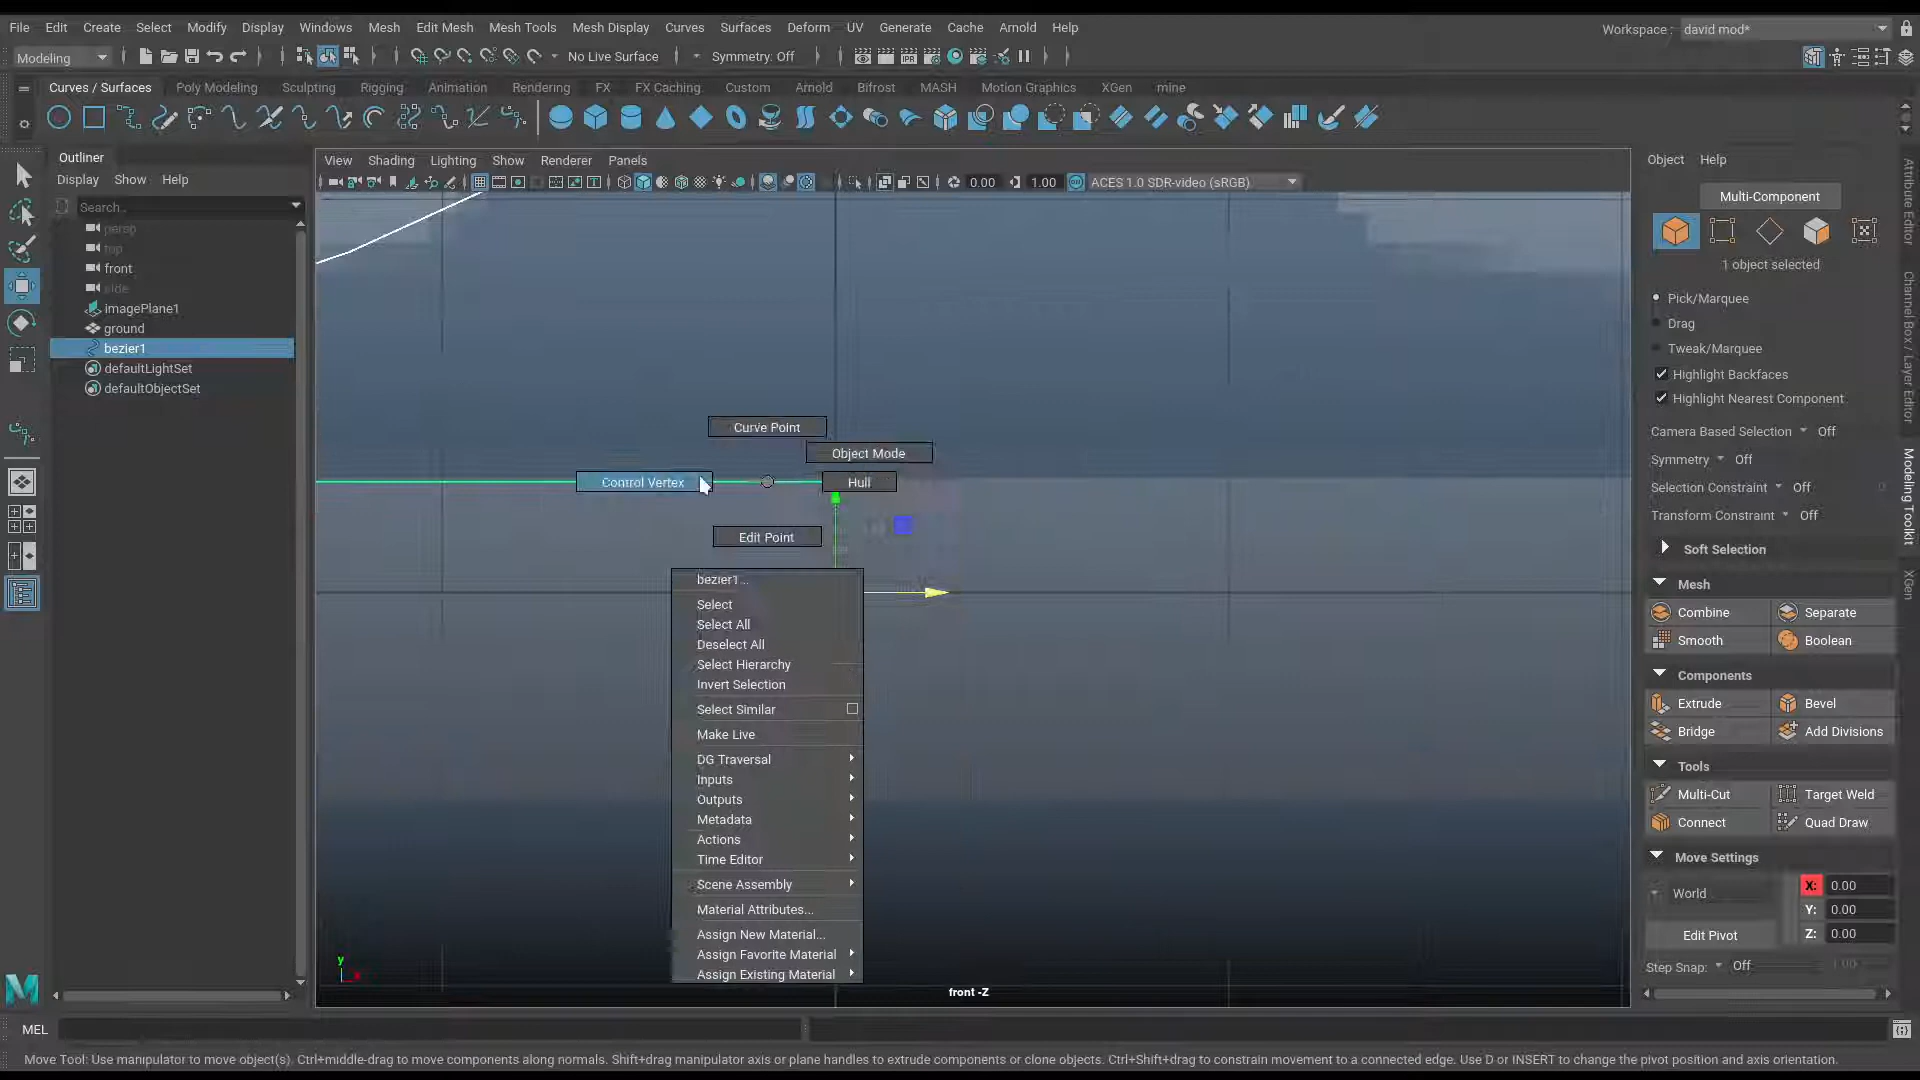 File Edit Create Select Modify Display Windows Mesh Edit Mesh Mesh Tools Mesh Display Curves Surfaces Deform UV Generate Cache Arnold Help
Workspace : david mod*
Modeling
No Live Surface
Symmetry: Off
Curves / Surfaces Poly Modeling Sculpting Rigging Animation Rendering FX FX Caching Custom Arnold Bifrost MASH Motion Graphics XGen mine
Outliner
Display Show Help
Search...
persp
top
front
side
imagePlane1
ground
bezier1
defaultLightSet
defaultObjectSet
View Shading Lighting Show Renderer Panels
0.00 1.00 ACES 1.0 SDR-video (sRGB)
Curve Point
Object Mode
Control Vertex
Hull
Edit Point
bezier1...
Select
Select All
Deselect All
Select Hierarchy
Invert Selection
Select Similar
Make Live
DG Traversal
Inputs
Outputs
Metadata
Actions
Time Editor
Scene Assembly
Material Attributes...
Assign New Material...
Assign Favorite Material
Assign Existing Material
y
x
front -Z
Object Help
Multi-Component
1 object selected
Pick/Marquee
Drag
Tweak/Marquee
Highlight Backfaces
Highlight Nearest Component
Camera Based Selection Off
Symmetry Off
Selection Constraint Off
Transform Constraint Off
Soft Selection
Mesh
Combine Separate
Smooth Boolean
Components
Extrude Bevel
Bridge Add Divisions
Tools
Multi-Cut Target Weld
Connect Quad Draw
Move Settings
World
X: 0.00
Y: 0.00
Z: 0.00
Edit Pivot
Step Snap: Off 1.00
Attribute Editor
Channel Box / Layer Editor
Modeling Toolkit
XGen
MEL
Move Tool: Use manipulator to move object(s). Ctrl+middle-drag to move components along normals. Shift+drag manipulator axis or plane handles to extrude components or clone objects. Ctrl+Shift+drag to constrain movement to a connected edge. Use D or INSERT to change the pivot position and axis orientation.